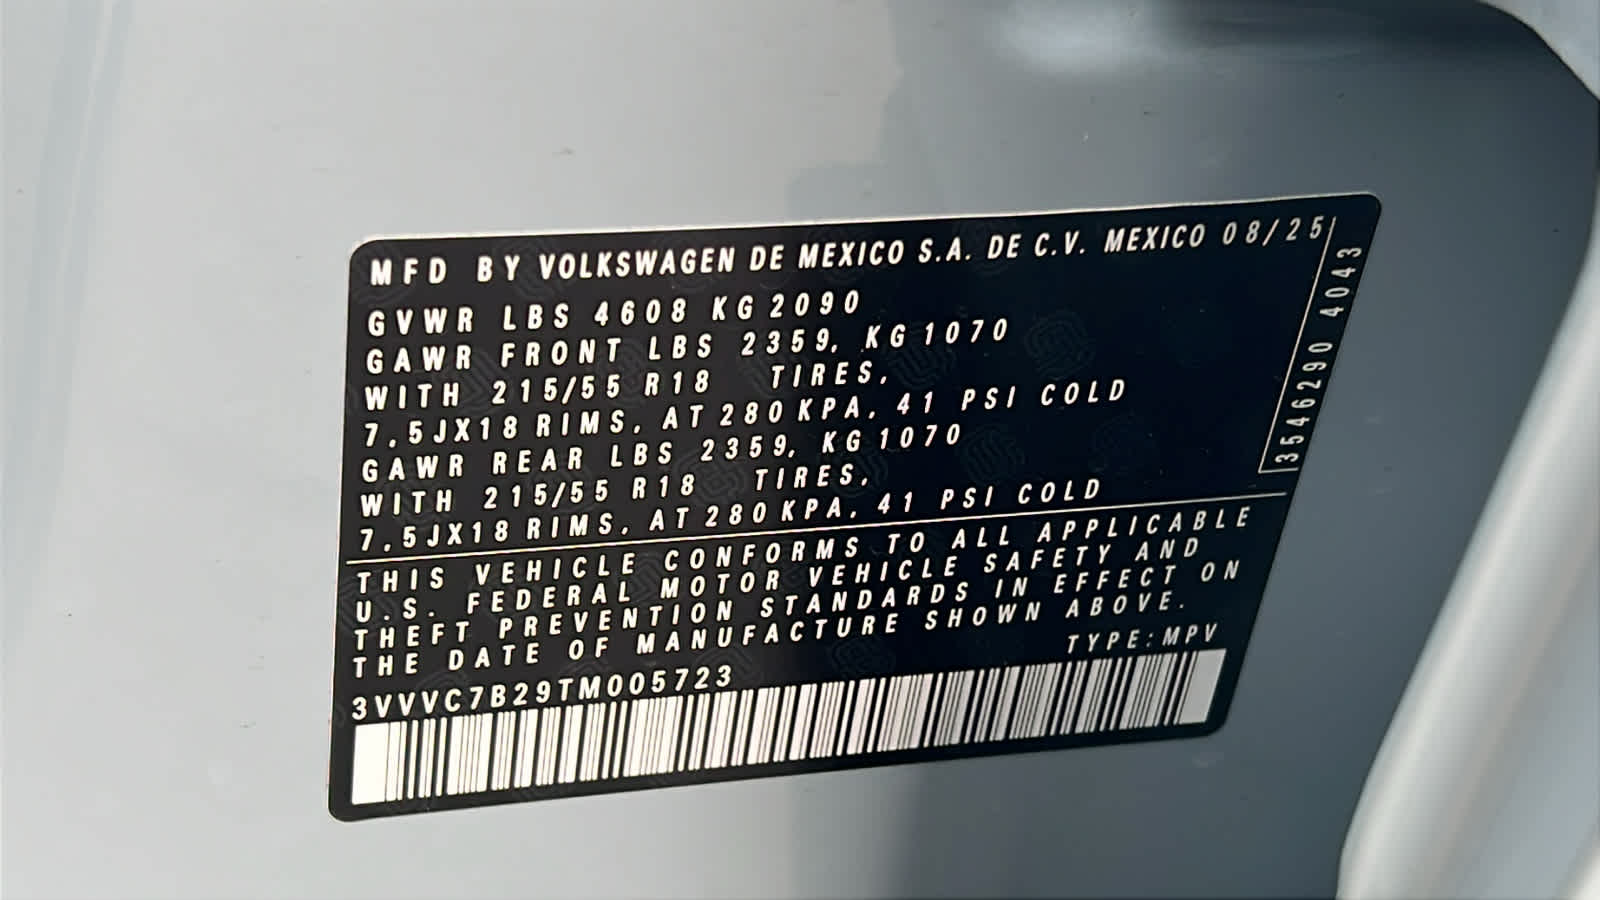 MFD BY VOLKSWAGEN DE MEXICO S.A. DE C.V. MEXICO 08/25
GVWR LBS 4608 KG 2090
GAWR FRONT LBS 2359, KG 1070
WITH 215/55 R18 TIRES,
7,5JX18 RIMS, AT 280 KPA, 41 PSI COLD
GAWR REAR LBS 2359, KG 1070
WITH 215/55 R18 TIRES,
7,5JX18 RIMS, AT 280 KPA, 41 PSI COLD
3546290 4043
THIS VEHICLE CONFORMS TO ALL APPLICABLE
U.S. FEDERAL MOTOR VEHICLE SAFETY AND
THEFT PREVENTION STANDARDS IN EFFECT ON
THE DATE OF MANUFACTURE SHOWN ABOVE.
TYPE:MPV
3VVVC7B29TM005723